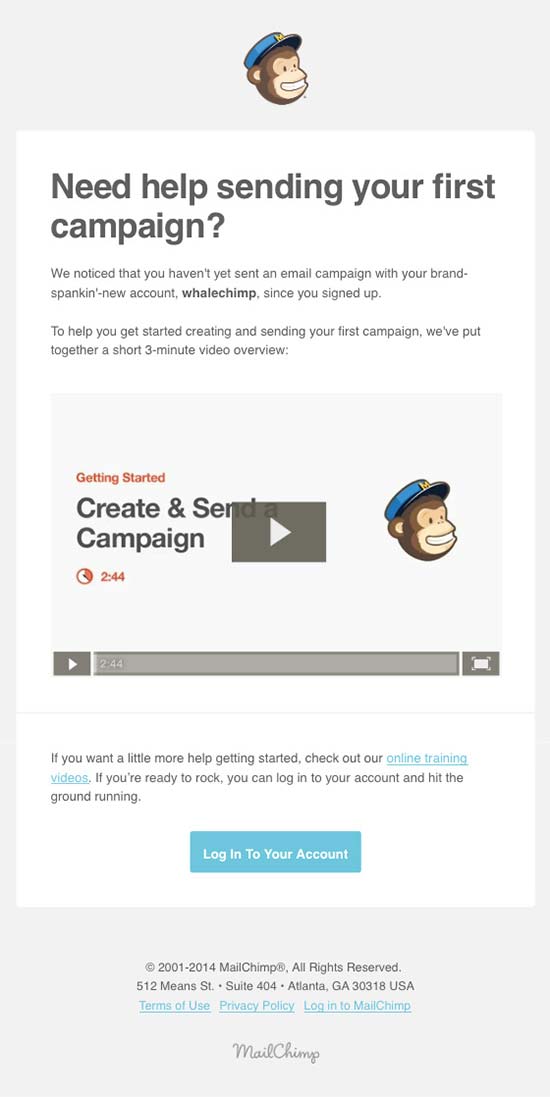 Need help sending your first
campaign?
We noticed that you haven't yet sent an email campaign with your brand-
spankin'-new account, whalechimp, since you signed up.
To help you get started creating and sending your first campaign, we've put
together a short 3-minute video overview:
Getting Started
Create & Send a
Campaign
2:44
2:44
If you want a little more help getting started, check out our online training
videos. If you're ready to rock, you can log in to your account and hit the
ground running.
Log In To Your Account
© 2001-2014 MailChimp®, All Rights Reserved.
512 Means St. • Suite 404 • Atlanta, GA 30318 USA
Terms of Use Privacy Policy Log in to MailChimp
MailChimp